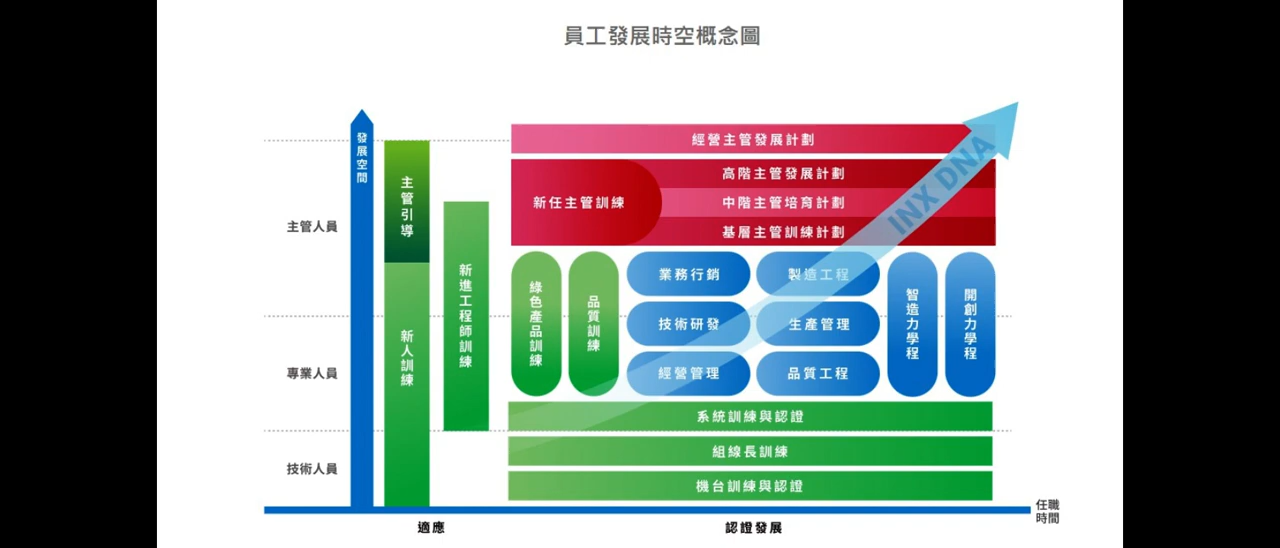 員工發展時空概念圖
發展空間
主管人員
專業人員
技術人員
主管引導
新人訓練
新進工程師訓練
經營主管發展計劃
新任主管訓練
高階主管發展計劃
中階主管培育計劃
基層主管訓練計劃
INX DNA
綠色產品訓練
品質訓練
業務行銷
製造工程
技術研發
生產管理
經營管理
品質工程
智造力學程
開創力學程
系統訓練與認證
組線長訓練
機台訓練與認證
任職
時間
適應
認證發展